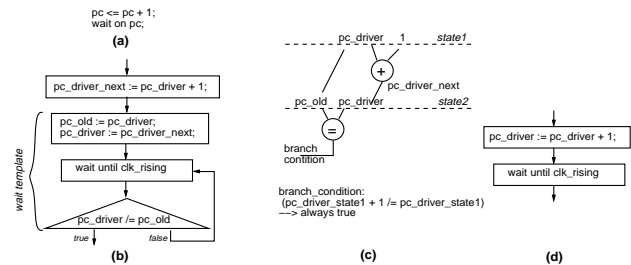 pc <= pc + 1;
wait on pc;
(a)
pc_driver_next := pc_driver + 1;
wait template
pc_old := pc_driver;
pc_driver := pc_driver_next;
wait until clk_rising
pc_driver /= pc_old
true
false
(b)
pc_driver 1 state1
+
pc_driver_next
pc_old pc_driver state2
=
branch
contition
branch_condition:
(pc_driver_state1 + 1 /= pc_driver_state1)
––> always true
(c)
pc_driver := pc_driver + 1;
wait until clk_rising
(d)